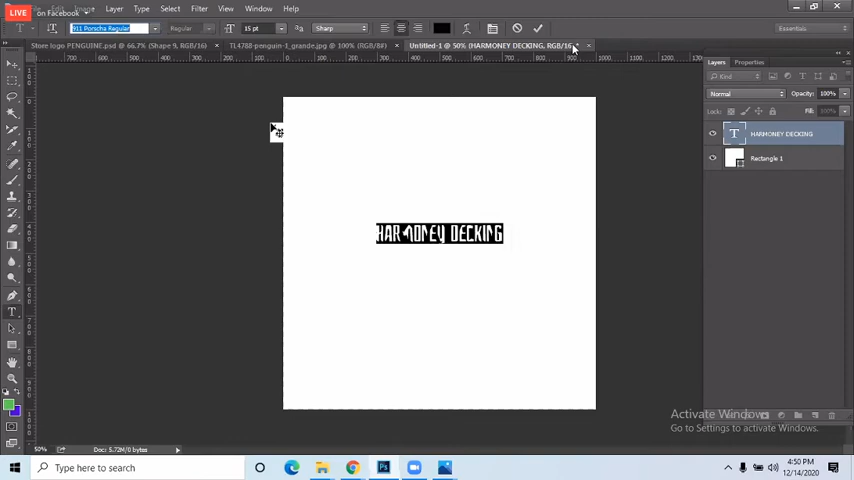 LIVE on Facebook
Image Layer Type Select Filter View Window Help
911 Porscha Regular Regular 15 pt Sharp Essentials
Store logo PENGUINE.psd @ 66.7% (Shape 9, RGB/16) × TL4788-penguin-1_grande.jpg @ 100% (RGB/8#) × Untitled-1 @ 50% (HARMONEY DECKING, RGB/16) * ×
Layers Properties
Kind
Normal Opacity: 100%
Lock: Fill: 100%
HARMONEY DECKING
Rectangle 1
HARMONEY DECKING
Activate Windows
Go to Settings to activate Windows.
50% Doc: 5.72M/0 bytes
Type here to search
4:50 PM
12/14/2020